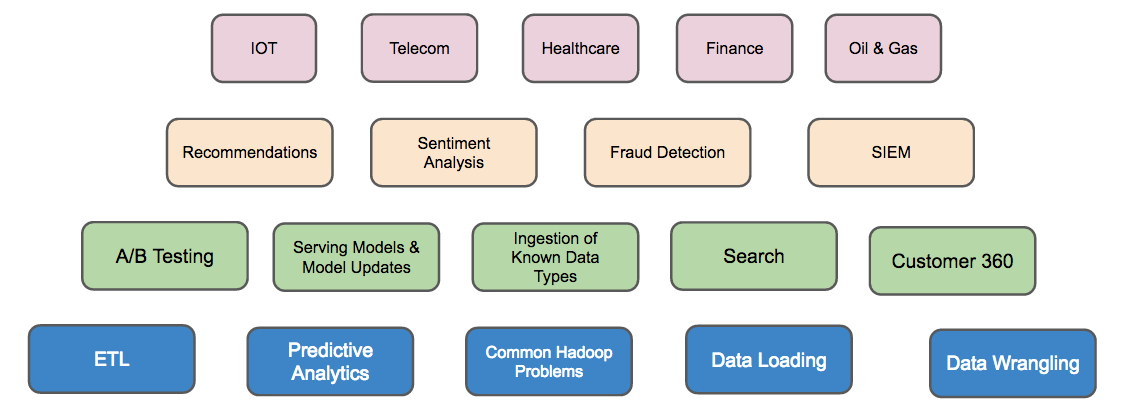 IOT
Telecom
Healthcare
Finance
Oil & Gas
Recommendations
Sentiment
Analysis
Fraud Detection
SIEM
A/B Testing
Serving Models &
Model Updates
Ingestion of
Known Data
Types
Search
Customer 360
ETL
Predictive
Analytics
Common Hadoop
Problems
Data Loading
Data Wrangling